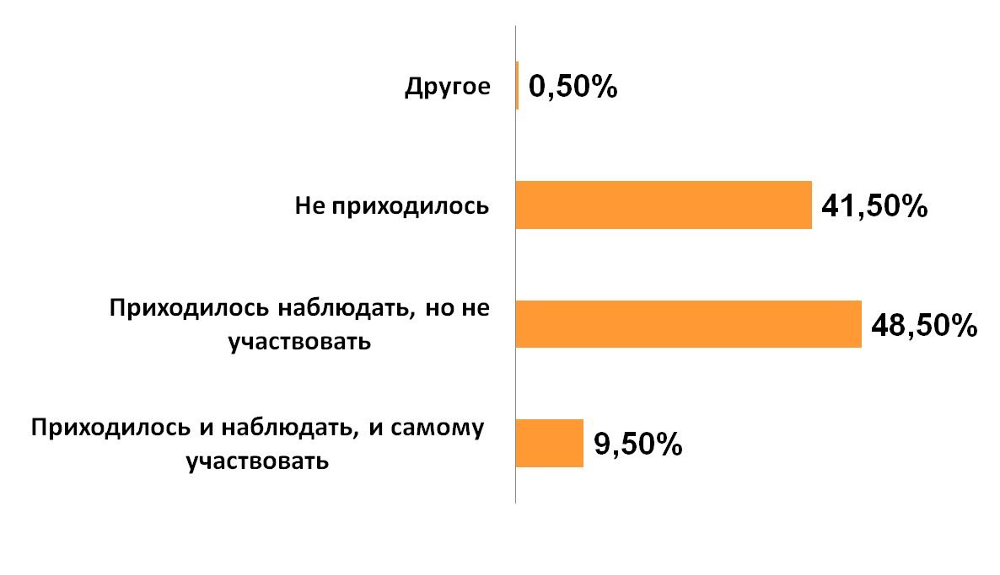 Другое
0,50%
Не приходилось
41,50%
Приходилось наблюдать, но не
участвовать
48,50%
Приходилось и наблюдать, и самому
участвовать
9,50%